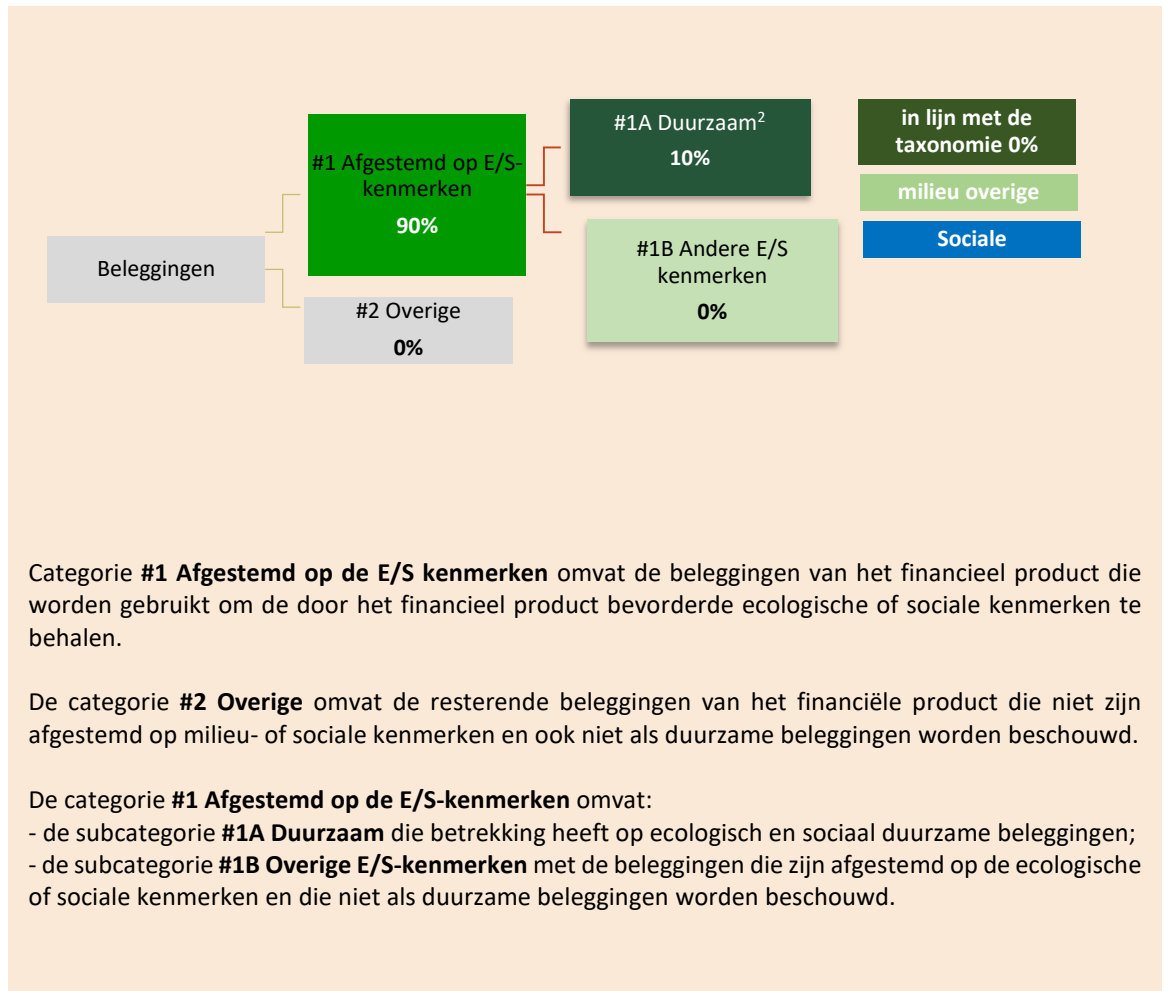 #1A Duurzaam²
10%
in lijn met de
taxonomie 0%
#1 Afgestemd op E/S-
kenmerken
90%
milieu overige
Sociale
#1B Andere E/S
kenmerken
0%
Beleggingen
#2 Overige
0%
Categorie #1 Afgestemd op de E/S kenmerken omvat de beleggingen van het financieel product die
worden gebruikt om de door het financieel product bevorderde ecologische of sociale kenmerken te
behalen.
De categorie #2 Overige omvat de resterende beleggingen van het financiële product die niet zijn
afgestemd op milieu- of sociale kenmerken en ook niet als duurzame beleggingen worden beschouwd.
De categorie #1 Afgestemd op de E/S-kenmerken omvat:
- de subcategorie #1A Duurzaam die betrekking heeft op ecologisch en sociaal duurzame beleggingen;
- de subcategorie #1B Overige E/S-kenmerken met de beleggingen die zijn afgestemd op de ecologische
of sociale kenmerken en die niet als duurzame beleggingen worden beschouwd.